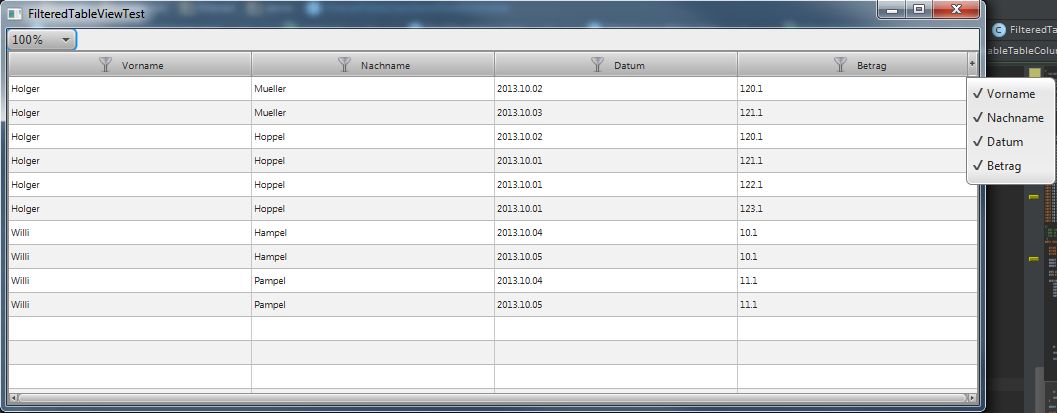 FilteredTableViewTest
FilteredTa
100%
ableTableColu
Vorname Nachname Datum Betrag +
Holger Mueller 2013.10.02 120.1
✓ Vorname
Holger Mueller 2013.10.03 121.1
✓ Nachname
Holger Hoppel 2013.10.02 120.1
✓ Datum
Holger Hoppel 2013.10.01 121.1
✓ Betrag
Holger Hoppel 2013.10.01 122.1
Holger Hoppel 2013.10.01 123.1
Willi Hampel 2013.10.04 10.1
Willi Hampel 2013.10.05 10.1
Willi Pampel 2013.10.04 11.1
Willi Pampel 2013.10.05 11.1